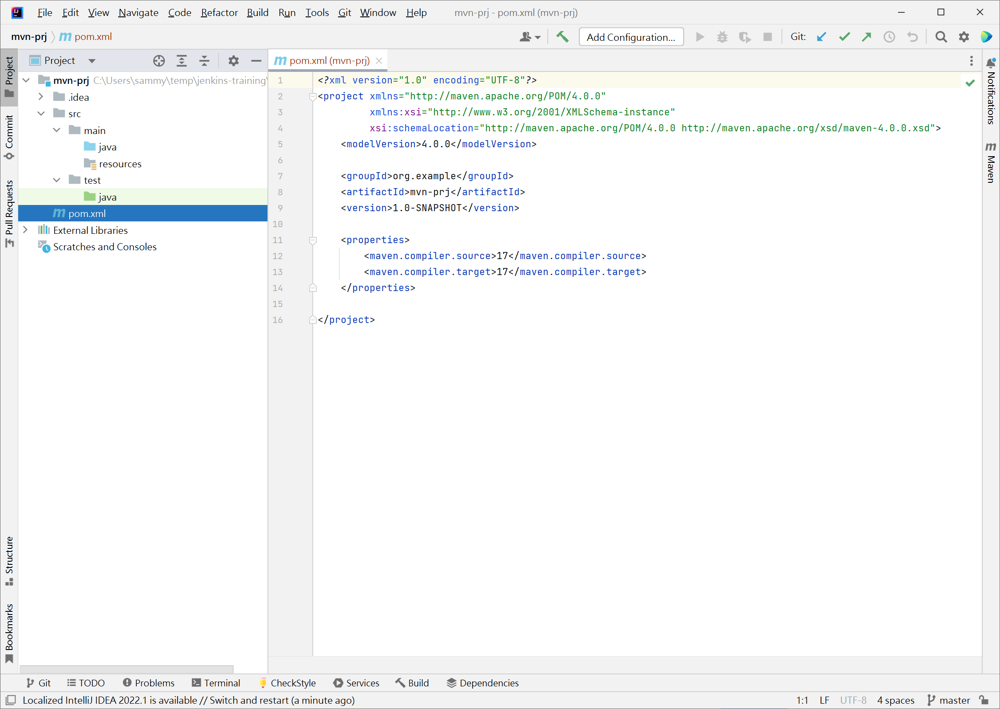 File Edit View Navigate Code Refactor Build Run Tools Git Window Help mvn-prj - pom.xml (mvn-prj)
mvn-prj m pom.xml Add Configuration... Git:
Project
m pom.xml (mvn-prj)
mvn-prj C:\Users\sammy\temp\jenkins-training\
.idea
src
main
java
resources
test
java
m pom.xml
External Libraries
Scratches and Consoles
Project
Commit
Pull Requests
Structure
Bookmarks
1 <?xml version="1.0" encoding="UTF-8"?>
2 <project xmlns="http://maven.apache.org/POM/4.0.0"
3 xmlns:xsi="http://www.w3.org/2001/XMLSchema-instance"
4 xsi:schemaLocation="http://maven.apache.org/POM/4.0.0 http://maven.apache.org/xsd/maven-4.0.0.xsd">
5 <modelVersion>4.0.0</modelVersion>
6
7 <groupId>org.example</groupId>
8 <artifactId>mvn-prj</artifactId>
9 <version>1.0-SNAPSHOT</version>
10
11 <properties>
12 <maven.compiler.source>17</maven.compiler.source>
13 <maven.compiler.target>17</maven.compiler.target>
14 </properties>
15
16 </project>
Notifications
m Maven
Git TODO Problems Terminal CheckStyle Services Build Dependencies
Localized IntelliJ IDEA 2022.1 is available // Switch and restart (a minute ago) 1:1 LF UTF-8 4 spaces master